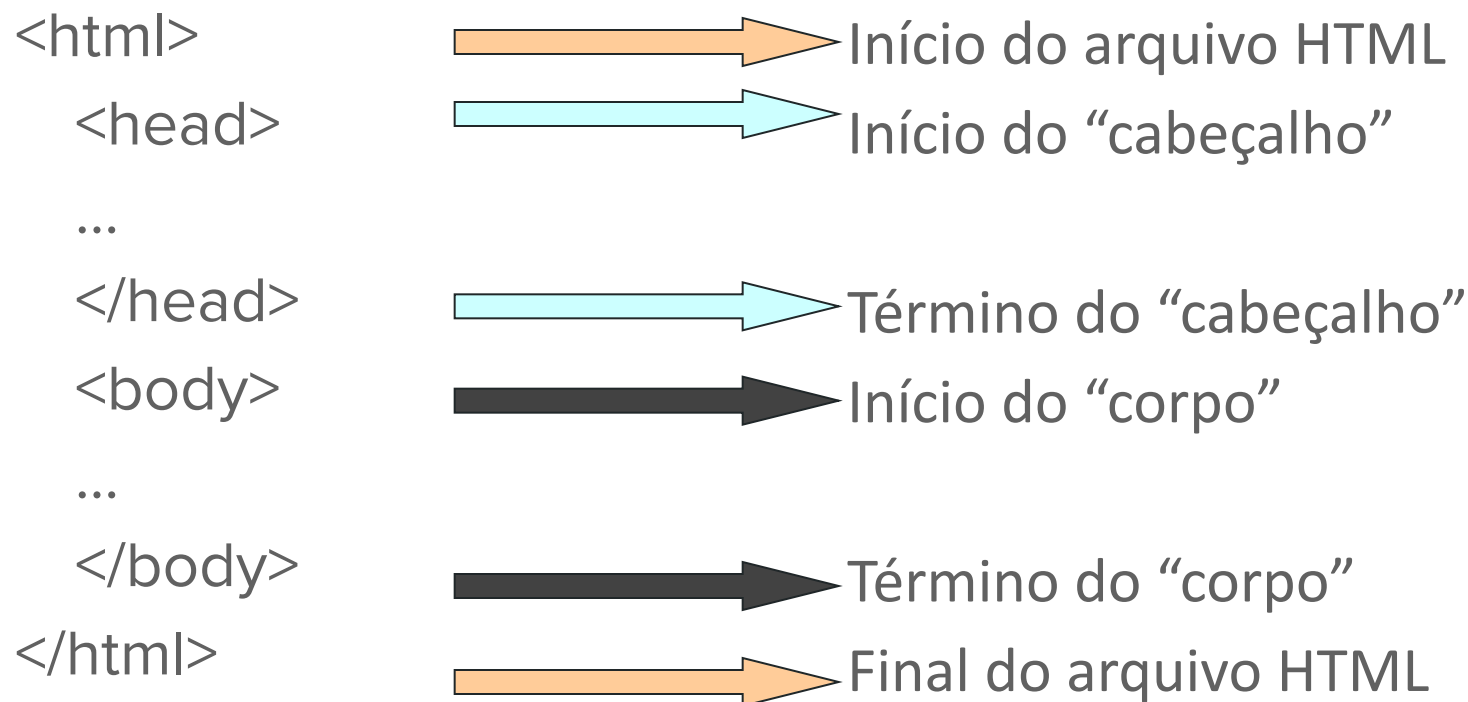 <html> Início do arquivo HTML
<head> Início do “cabeçalho”
...
</head> Término do “cabeçalho”
<body> Início do “corpo”
...
</body> Término do “corpo”
</html> Final do arquivo HTML